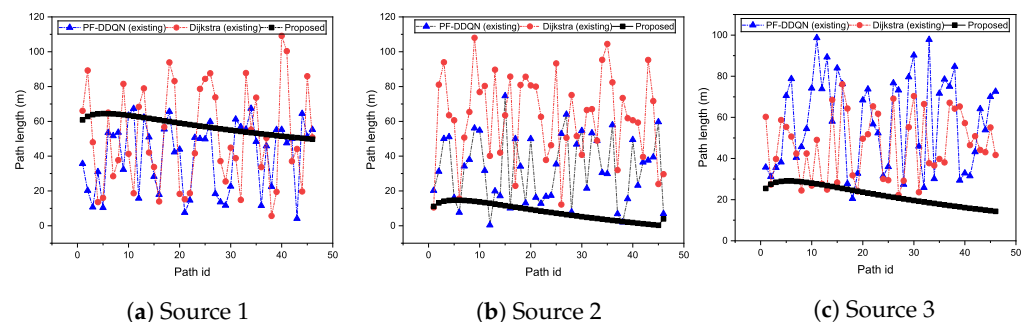 PF-DDQN (existing) Dijkstra (existing) Proposed
120
100
80
60
40
20
0
Path length (m)
0 10 20 30 40 50
Path id
(a) Source 1
PF-DDQN (existing) Dijkstra (existing) Proposed
120
100
80
60
40
20
0
Path length (m)
0 10 20 30 40 50
Path id
(b) Source 2
PF-DDQN (existing) Dijkstra (existing) Proposed
120
100
80
60
40
20
0
Path length (m)
0 10 20 30 40 50
Path id
(c) Source 3